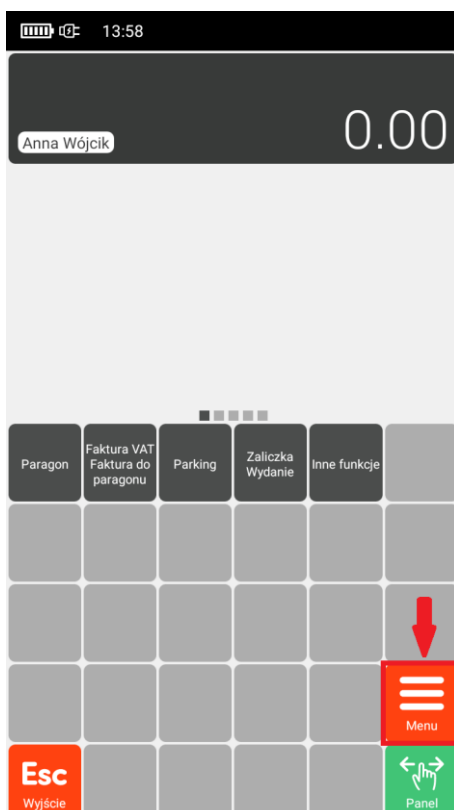 13:58
Anna Wójcik
0.00
Paragon
Faktura VAT
Faktura do
paragonu
Parking
Zaliczka
Wydanie
Inne funkcje
Menu
Esc
Wyjście
Panel